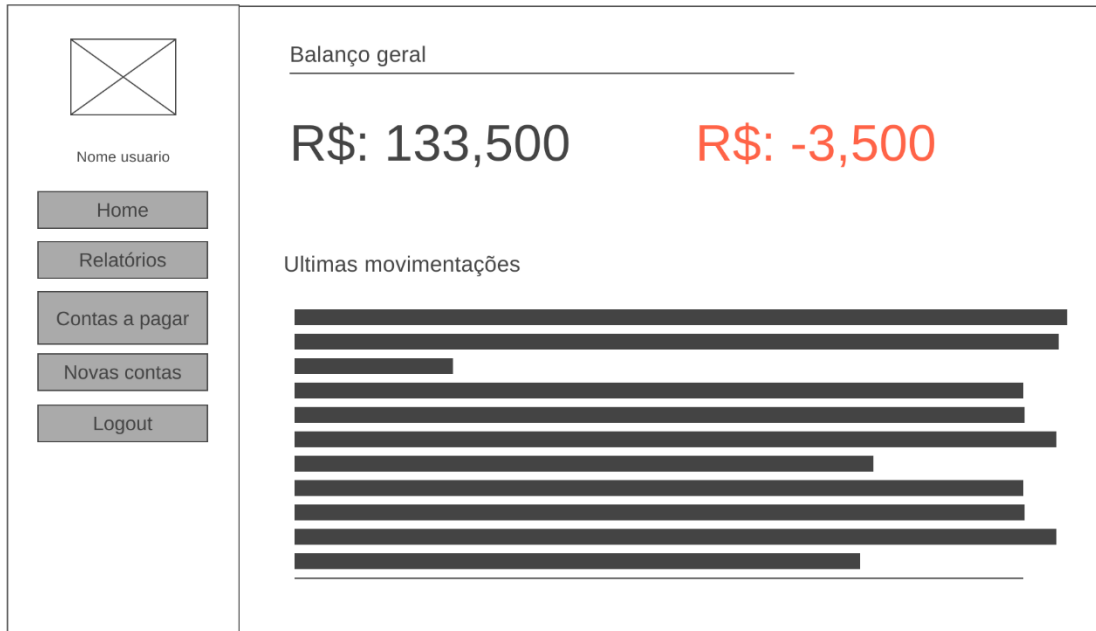 Nome usuario
Home
Relatórios
Contas a pagar
Novas contas
Logout
Balanço geral
R$: 133,500
R$: -3,500
Ultimas movimentações